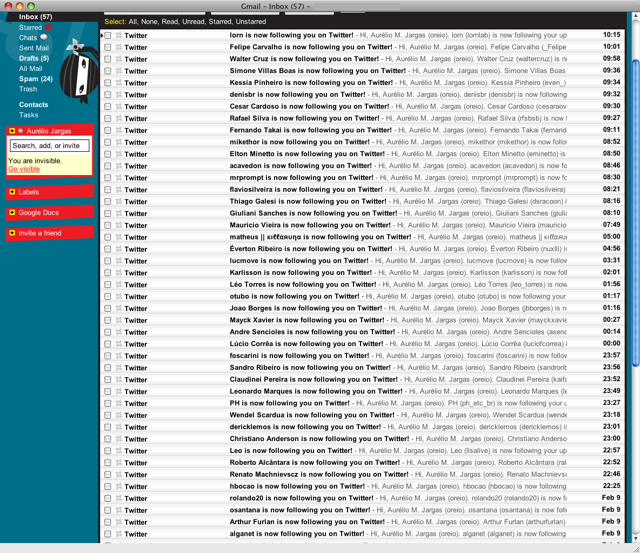 Gmail - Inbox (57) -
Inbox (57)
Starred
Chats
Sent Mail
Drafts (5)
All Mail
Spam (24)
Trash
Contacts
Tasks
Aurélio Jargas
Search, add, or invite
You are invisible.
Go visible
Labels
Google Docs
Invite a friend
Select: All, None, Read, Unread, Starred, Unstarred
Twitter lorn is now following you on Twitter! - Hi, Aurélio M. Jargas (oreio). lorn (lornlab) is now following your up 10:15
Twitter Felipe Carvalho is now following you on Twitter! - Hi, Aurélio M. Jargas (oreio). Felipe Carvalho (_Felipe 10:01
Twitter Walter Cruz is now following you on Twitter! - Hi, Aurélio M. Jargas (oreio). Walter Cruz (waltercruz) is n 09:58
Twitter Simone Villas Boas is now following you on Twitter! - Hi, Aurélio M. Jargas (oreio). Simone Villas Boas 09:36
Twitter Kessia Pinheiro is now following you on Twitter! - Hi, Aurélio M. Jargas (oreio). Kessia Pinheiro (even_) 09:34
Twitter denisbr is now following you on Twitter! - Hi, Aurélio M. Jargas (oreio). denisbr (denisbr) is now following 09:32
Twitter Cesar Cardoso is now following you on Twitter! - Hi, Aurélio M. Jargas (oreio). Cesar Cardoso (cesaraov 09:30
Twitter Rafael Silva is now following you on Twitter! - Hi, Aurélio M. Jargas (oreio). Rafael Silva (rfsbsb) is now t 09:17
Twitter Fernando Takai is now following you on Twitter! - Hi, Aurélio M. Jargas (oreio). Fernando Takai (fernand 09:11
Twitter mikethor is now following you on Twitter! - Hi, Aurélio M. Jargas (oreio). mikethor (mikethor) is now follow 08:52
Twitter Elton Minetto is now following you on Twitter! - Hi, Aurélio M. Jargas (oreio). Elton Minetto (eminetto) is 08:50
Twitter acavedon is now following you on Twitter! - Hi, Aurélio M. Jargas (oreio). acavedon (acavedon) is now fo 08:46
Twitter mrprompt is now following you on Twitter! - Hi, Aurélio M. Jargas (oreio). mrprompt (mrprompt) is now f 08:30
Twitter flaviosilveira is now following you on Twitter! - Hi, Aurélio M. Jargas (oreio). flaviosilveira (flaviosilveira) 08:21
Twitter Thiago Galesi is now following you on Twitter! - Hi, Aurélio M. Jargas (oreio). Thiago Galesi (dsracoon) i 08:16
Twitter Giuliani Sanches is now following you on Twitter! - Hi, Aurélio M. Jargas (oreio). Giuliani Sanches (giuli 08:10
Twitter Mauricio Vieira is now following you on Twitter! - Hi, Aurélio M. Jargas (oreio). Mauricio Vieira (mauricio 07:49
Twitter matheus || is now following you on Twitter! - Hi, Aurélio M. Jargas (oreio). matheus || 05:00
Twitter Éverton Ribeiro is now following you on Twitter! - Hi, Aurélio M. Jargas (oreio). Éverton Ribeiro (nuxlli) is 04:56
Twitter lucmove is now following you on Twitter! - Hi, Aurélio M. Jargas (oreio). lucmove (lucmove) is now followi 03:31
Twitter Karlisson is now following you on Twitter! - Hi, Aurélio M. Jargas (oreio). Karlisson (karlisson) is now fo 02:01
Twitter Léo Torres is now following you on Twitter! - Hi, Aurélio M. Jargas (oreio). Léo Torres (leo_torres) is now 01:56
Twitter otubo is now following you on Twitter! - Hi, Aurélio M. Jargas (oreio). otubo (otubo) is now following your 01:17
Twitter Joao Borges is now following you on Twitter! - Hi, Aurélio M. Jargas (oreio). Joao Borges (jbborges) is n 01:16
Twitter Mayck Xavier is now following you on Twitter! - Hi, Aurélio M. Jargas (oreio). Mayck Xavier (mayckxavie 00:27
Twitter Andre Sencioles is now following you on Twitter! - Hi, Aurélio M. Jargas (oreio). Andre Sencioles (asenc 00:14
Twitter Lúcio Corrêa is now following you on Twitter! - Hi, Aurélio M. Jargas (oreio). Lúcio Corrêa (luciofcorrea) i 00:00
Twitter foscarini is now following you on Twitter! - Hi, Aurélio M. Jargas (oreio). foscarini (foscarini) is now follow 23:57
Twitter Sandro Ribeiro is now following you on Twitter! - Hi, Aurélio M. Jargas (oreio). Sandro Ribeiro (sandrorib 23:56
Twitter Claudinei Pereira is now following you on Twitter! - Hi, Aurélio M. Jargas (oreio). Claudinei Pereira (kaifa 23:52
Twitter Leonardo Marques is now following you on Twitter! - Hi, Aurélio M. Jargas (oreio). Leonardo Marques (le 23:49
Twitter PH is now following you on Twitter! - Hi, Aurélio M. Jargas (oreio). PH (ph_etc_br) is now following your u 23:27
Twitter Wendel Scardua is now following you on Twitter! - Hi, Aurélio M. Jargas (oreio). Wendel Scardua (wende 23:18
Twitter dericklemos is now following you on Twitter! - Hi, Aurélio M. Jargas (oreio). dericklemos (dericklemos) is 23:01
Twitter Christiano Anderson is now following you on Twitter! - Hi, Aurélio M. Jargas (oreio). Christiano Anderso 23:00
Twitter Leo is now following you on Twitter! - Hi, Aurélio M. Jargas (oreio). Leo (lisalive) is now following your u 22:57
Twitter Roberto Alcântara is now following you on Twitter! - Hi, Aurélio M. Jargas (oreio). Roberto Alcântara (ral 22:52
Twitter Renato Machnievscz is now following you on Twitter! - Hi, Aurélio M. Jargas (oreio). Renato Machnievs 22:46
Twitter hbocao is now following you on Twitter! - Hi, Aurélio M. Jargas (oreio). hbocao (hbocao) is now following 22:25
Twitter rolando20 is now following you on Twitter! - Hi, Aurélio M. Jargas (oreio). rolando20 (rolando20) is now f Feb 9
Twitter osantana is now following you on Twitter! - Hi, Aurélio M. Jargas (oreio). osantana (osantana) is now foll Feb 9
Twitter Arthur Furlan is now following you on Twitter! - Hi, Aurélio M. Jargas (oreio). Arthur Furlan (arthurfurlan) Feb 9
Twitter alganet is now following you on Twitter! - Hi, Aurélio M. Jargas (oreio). alganet (alganet) is now following Feb 9